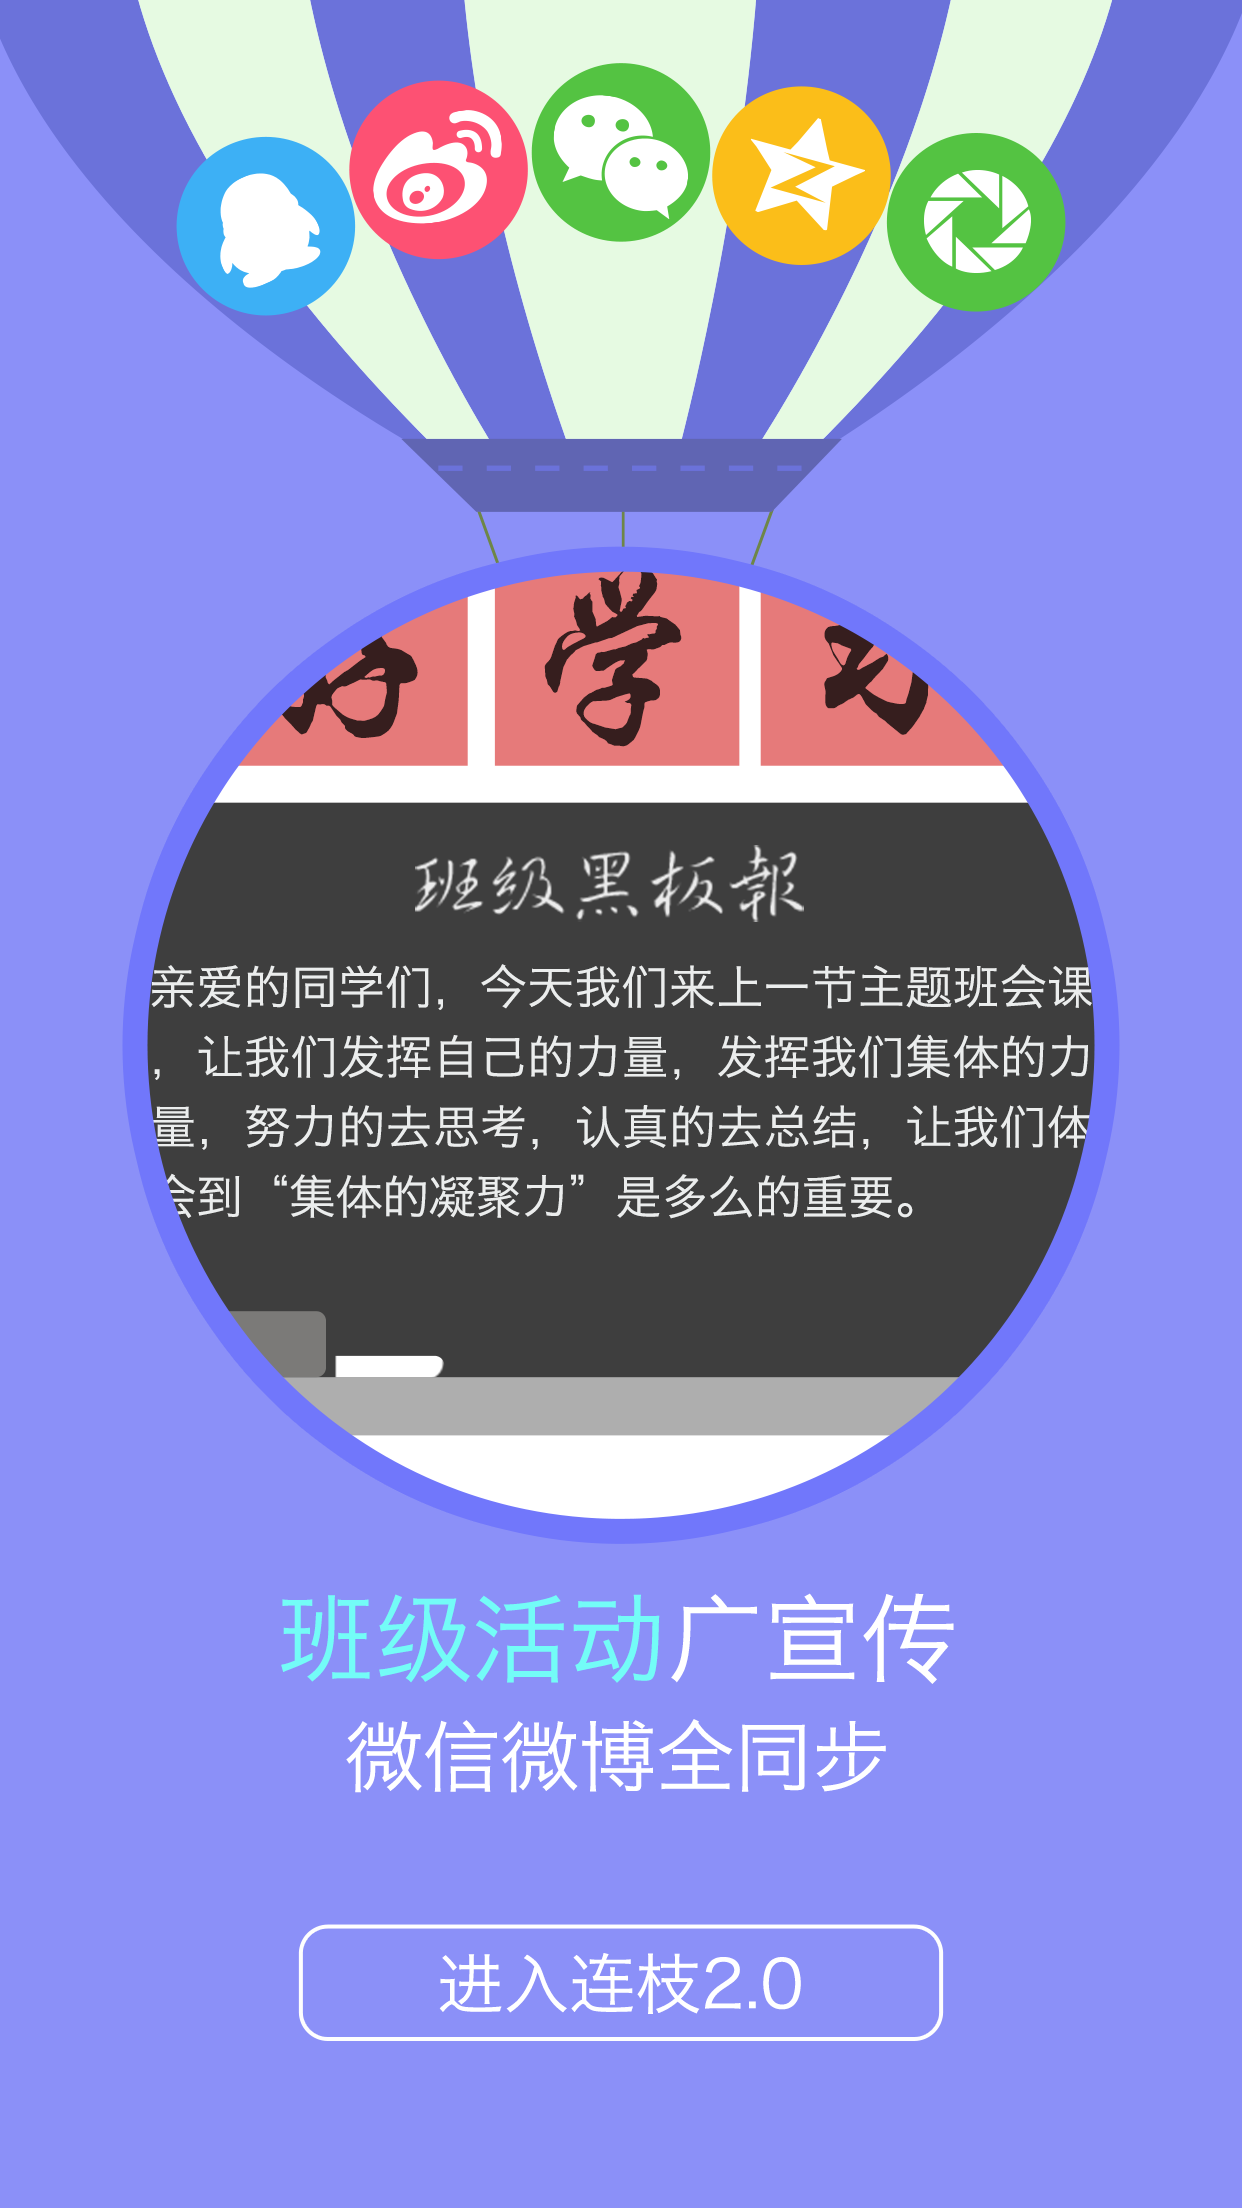 好 学 习
班级黑板報
亲爱的同学们，今天我们来上一节主题班会课
，让我们发挥自己的力量，发挥我们集体的力
量，努力的去思考，认真的去总结，让我们体
会到“集体的凝聚力”是多么的重要。
班级活动广宣传
微信微博全同步
进入连枝2.0